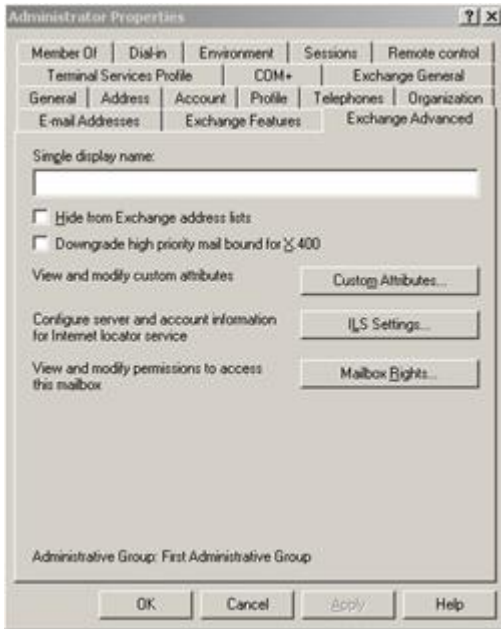 Administrator Properties
Member Of Dial-in Environment Sessions Remote control
Terminal Services Profile COM+ Exchange General
General Address Account Profile Telephones Organization
E-mail Addresses Exchange Features Exchange Advanced
Simple display name:
Hide from Exchange address lists
Downgrade high priority mail bound for X.400
View and modify custom attributes Custom Attributes...
Configure server and account information
for Internet locator service
ILS Settings...
View and modify permissions to access
this mailbox
Mailbox Rights...
Administrative Group: First Administrative Group
OK Cancel Apply Help